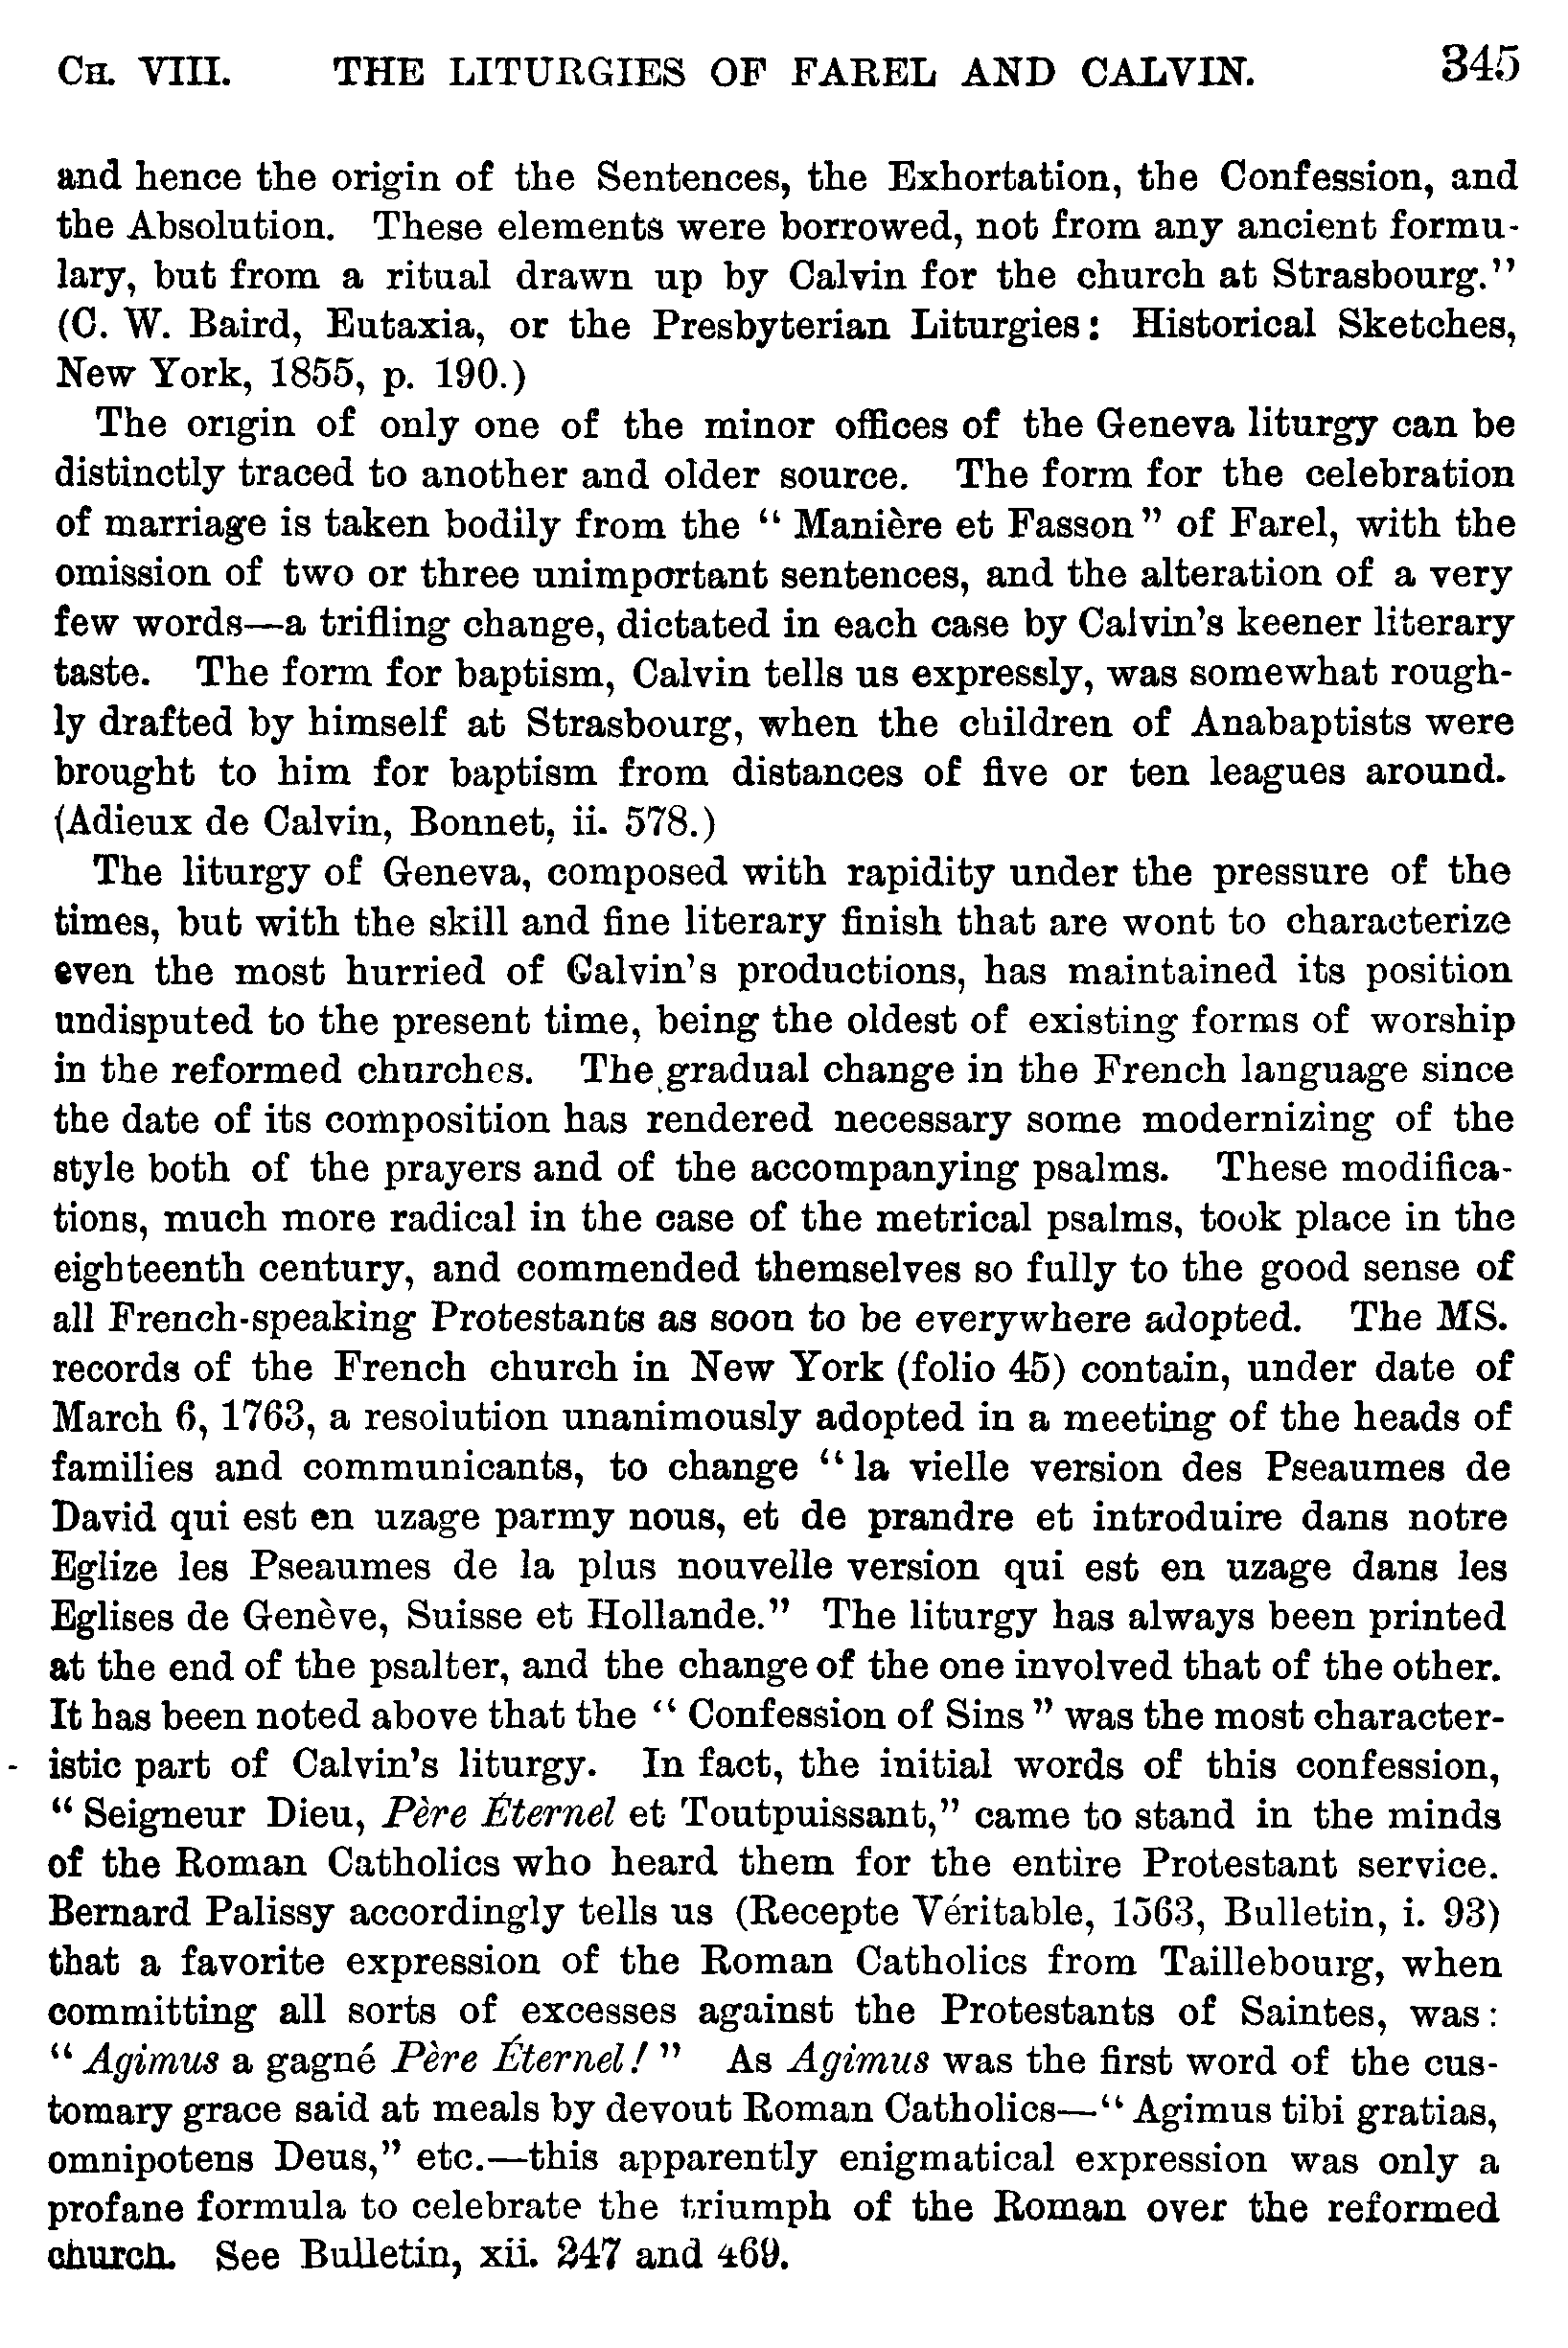 CH. VIII. THE LITURGIES OF FAREL AND CALVIN. 345
and hence the origin of the Sentences, the Exhortation, the Confession, and
the Absolution. These elements were borrowed, not from any ancient formu-
lary, but from a ritual drawn up by Calvin for the church at Strasbourg."
(C. W. Baird, Eutaxia, or the Presbyterian Liturgies: Historical Sketches,
New York, 1855, p. 190.)
The origin of only one of the minor offices of the Geneva liturgy can be
distinctly traced to another and older source. The form for the celebration
of marriage is taken bodily from the "Manière et Fasson" of Farel, with the
omission of two or three unimportant sentences, and the alteration of a very
few words—a trifling change, dictated in each case by Calvin's keener literary
taste. The form for baptism, Calvin tells us expressly, was somewhat rough-
ly drafted by himself at Strasbourg, when the children of Anabaptists were
brought to him for baptism from distances of five or ten leagues around.
(Adieux de Calvin, Bonnet, ii. 578.)
The liturgy of Geneva, composed with rapidity under the pressure of the
times, but with the skill and fine literary finish that are wont to characterize
even the most hurried of Calvin's productions, has maintained its position
undisputed to the present time, being the oldest of existing forms of worship
in the reformed churches. The gradual change in the French language since
the date of its composition has rendered necessary some modernizing of the
style both of the prayers and of the accompanying psalms. These modifica-
tions, much more radical in the case of the metrical psalms, took place in the
eighteenth century, and commended themselves so fully to the good sense of
all French-speaking Protestants as soon to be everywhere adopted. The MS.
records of the French church in New York (folio 45) contain, under date of
March 6, 1763, a resolution unanimously adopted in a meeting of the heads of
families and communicants, to change "la vielle version des Pseaumes de
David qui est en uzage parmy nous, et de prandre et introduire dans notre
Eglize les Pseaumes de la plus nouvelle version qui est en uzage dans les
Eglises de Genève, Suisse et Hollande." The liturgy has always been printed
at the end of the psalter, and the change of the one involved that of the other.
It has been noted above that the "Confession of Sins" was the most character-
istic part of Calvin's liturgy. In fact, the initial words of this confession,
"Seigneur Dieu, Père Éternel et Toutpuissant," came to stand in the minds
of the Roman Catholics who heard them for the entire Protestant service.
Bernard Palissy accordingly tells us (Recepte Véritable, 1563, Bulletin, i. 93)
that a favorite expression of the Roman Catholics from Taillebourg, when
committing all sorts of excesses against the Protestants of Saintes, was:
"Agimus a gagné Père Éternel!" As Agimus was the first word of the cus-
tomary grace said at meals by devout Roman Catholics—"Agimus tibi gratias,
omnipotens Deus," etc.—this apparently enigmatical expression was only a
profane formula to celebrate the triumph of the Roman over the reformed
church. See Bulletin, xii. 247 and 469.